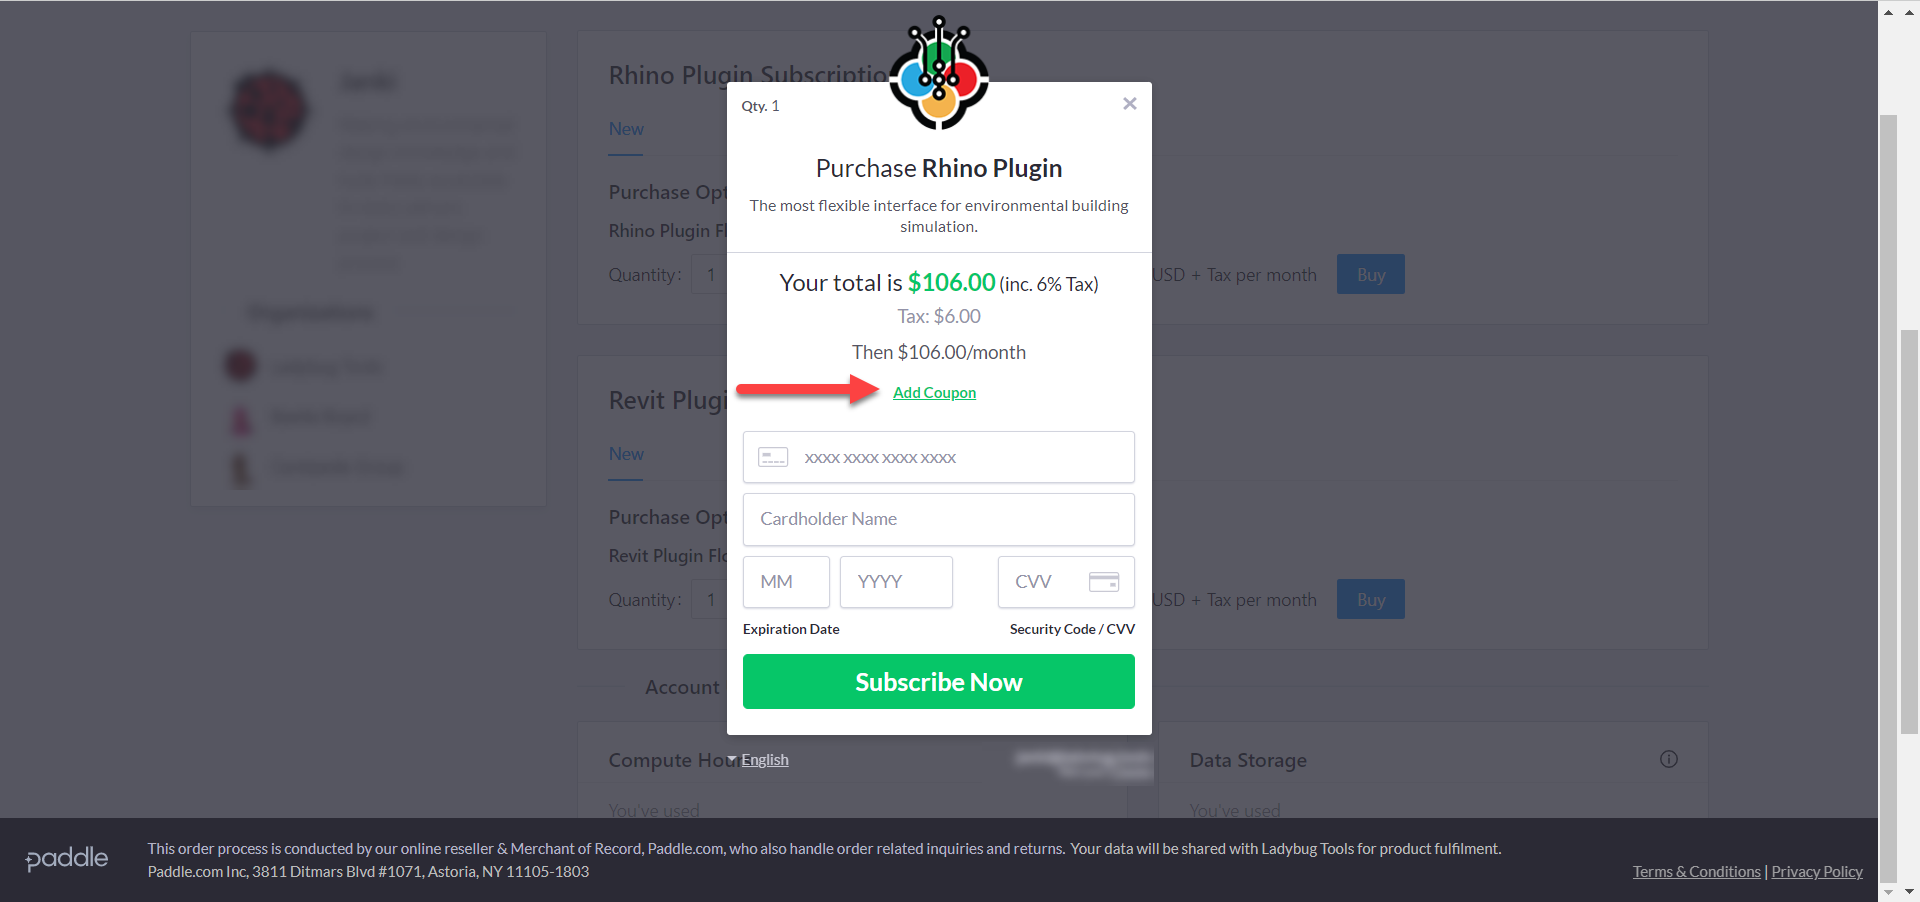 Rhino Plugin Subscriptio
New
Purchase Opt
Rhino Plugin Fl
Quantity: 1
USD + Tax per month
Buy
Revit Plugi
New
Purchase Opt
Revit Plugin Flo
Quantity: 1
USD + Tax per month
Buy
Account
Compute Hour
You've used
Data Storage
You've used
Qty. 1
Purchase Rhino Plugin
The most flexible interface for environmental building
simulation.
Your total is $106.00 (inc. 6% Tax)
Tax: $6.00
Then $106.00/month
Add Coupon
XXXX XXXX XXXX XXXX
Cardholder Name
MM YYYY CVV
Expiration Date Security Code / CVV
Subscribe Now
English
paddle
This order process is conducted by our online reseller & Merchant of Record, Paddle.com, who also handle order related inquiries and returns. Your data will be shared with Ladybug Tools for product fulfilment.
Paddle.com Inc, 3811 Ditmars Blvd #1071, Astoria, NY 11105-1803
Terms & Conditions | Privacy Policy